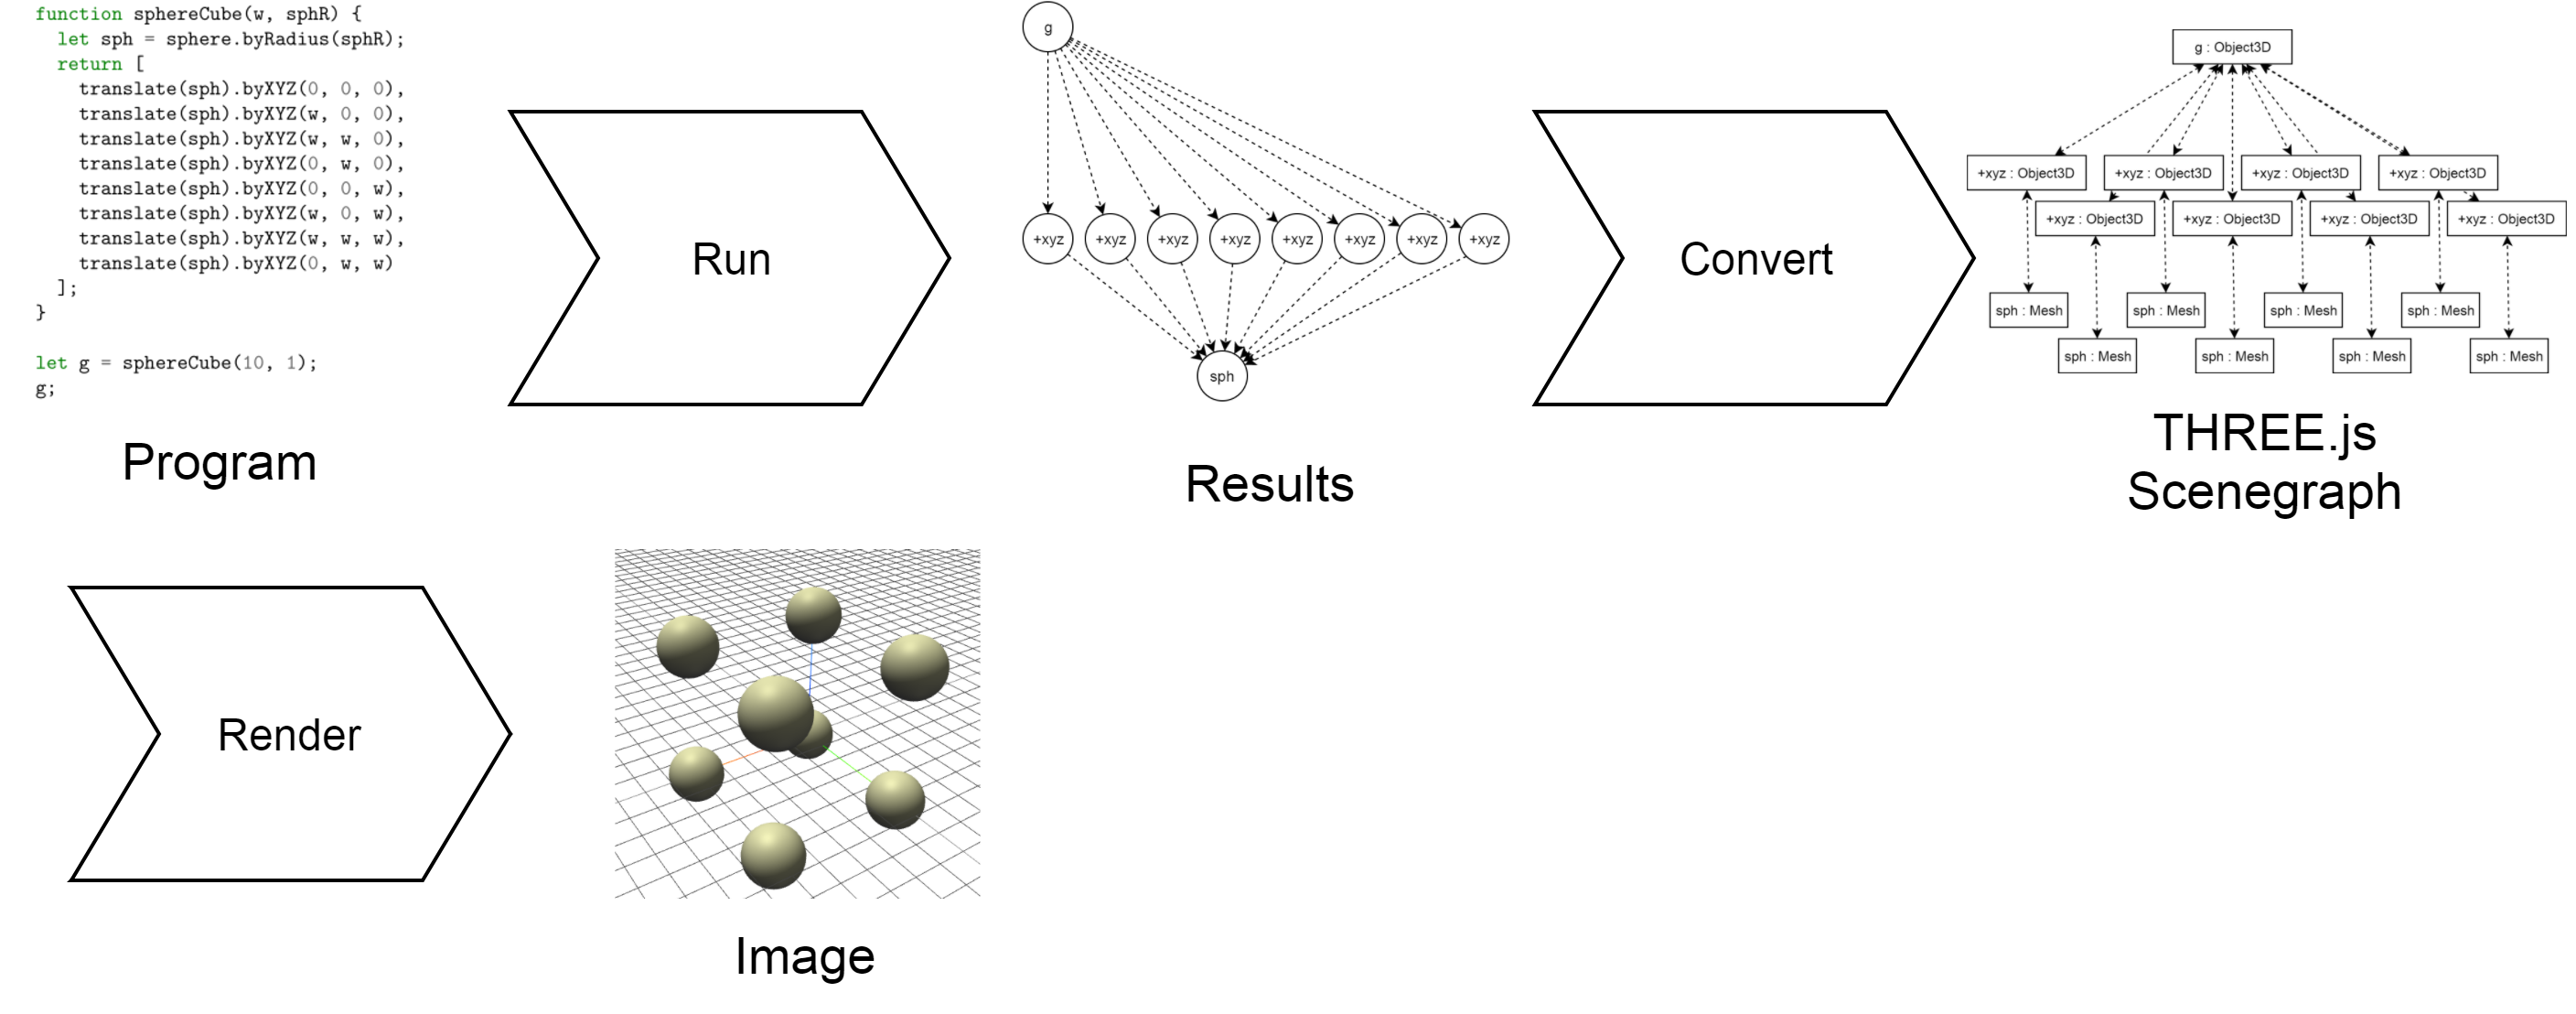 function sphereCube(w, sphR) {
let sph = sphere.byRadius(sphR);
return [
translate(sph).byXYZ(0, 0, 0),
translate(sph).byXYZ(w, 0, 0),
translate(sph).byXYZ(w, w, 0),
translate(sph).byXYZ(0, w, 0),
translate(sph).byXYZ(0, 0, w),
translate(sph).byXYZ(w, 0, w),
translate(sph).byXYZ(w, w, w),
translate(sph).byXYZ(0, w, w)
];
}
let g = sphereCube(10, 1);
g;
Program
Run
g
+xyz +xyz +xyz +xyz +xyz +xyz +xyz +xyz
sph
Results
Convert
g : Object3D
+xyz : Object3D +xyz : Object3D +xyz : Object3D +xyz : Object3D
+xyz : Object3D +xyz : Object3D +xyz : Object3D +xyz : Object3D
sph : Mesh sph : Mesh sph : Mesh sph : Mesh
sph : Mesh sph : Mesh sph : Mesh sph : Mesh
THREE.js
Scenegraph
Render
Image